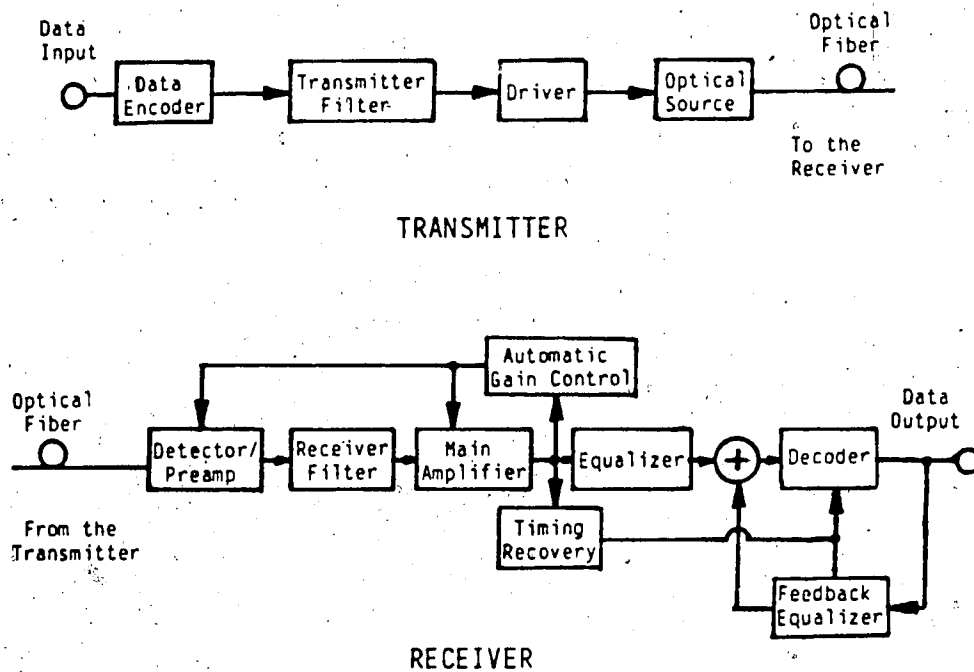 Data
Input
Optical
Fiber
Data
Encoder
Transmitter
Filter
Driver
Optical
Source
To the
Receiver
TRANSMITTER
Automatic
Gain Control
Optical
Fiber
Data
Output
Detector/
Preamp
Receiver
Filter
Main
Amplifier
Equalizer
+
Decoder
From the
Transmitter
Timing
Recovery
Feedback
Equalizer
RECEIVER